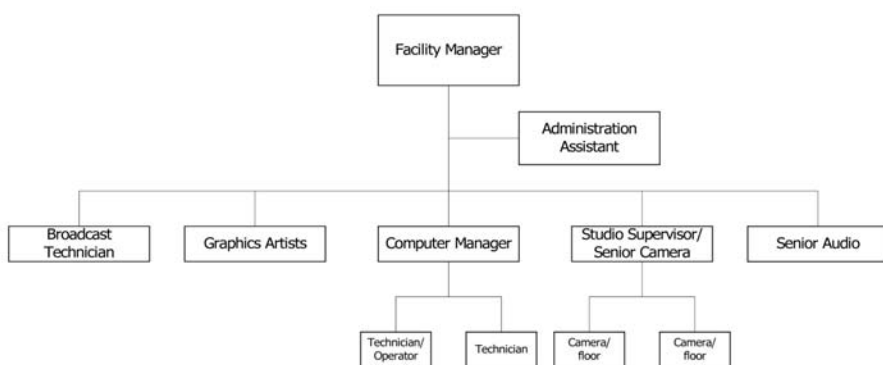 Facility Manager
Administration
Assistant
Broadcast
Technician
Graphics Artists
Computer Manager
Studio Supervisor/
Senior Camera
Senior Audio
Technician/
Operator
Technician
Camera/
floor
Camera/
floor